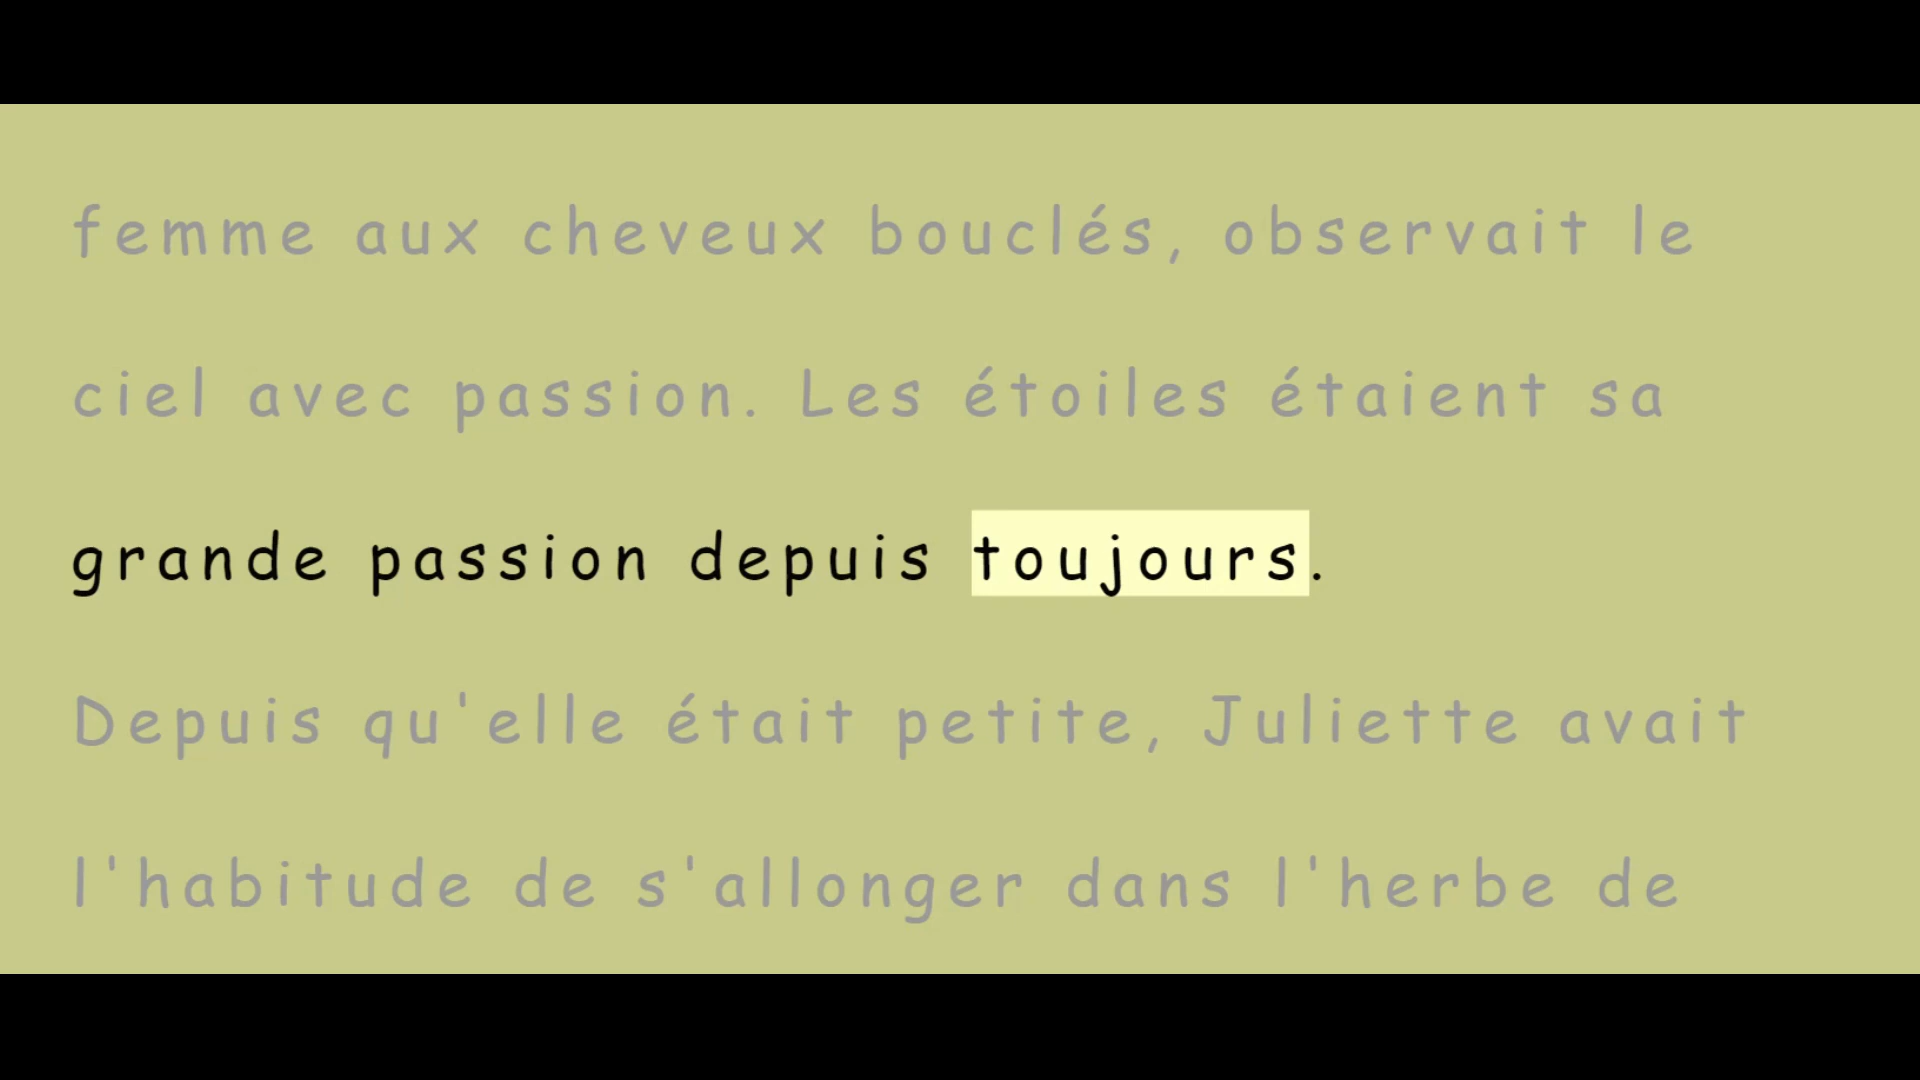 femme aux cheveux bouclés, observait le
ciel avec passion. Les étoiles étaient sa
grande passion depuis toujours.
Depuis qu'elle était petite, Juliette avait
l'habitude de s'allonger dans l'herbe de